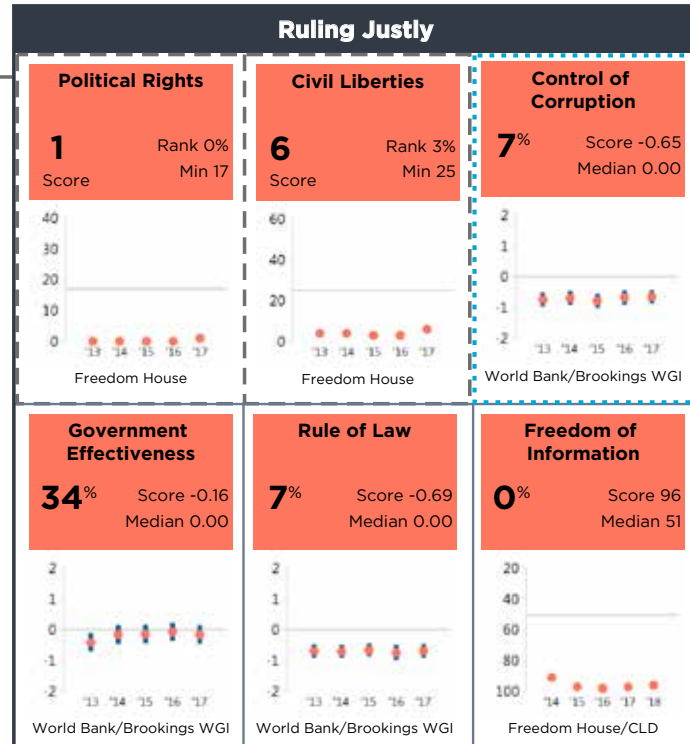 Ruling Justly
Political Rights
1
Score
Rank 0%
Min 17
40
30
20
10
0
'13 '14 '15 '16 '17
Freedom House
Civil Liberties
6
Score
Rank 3%
Min 25
60
40
20
0
'13 '14 '15 '16 '17
Freedom House
Control of
Corruption
7%
Score -0.65
Median 0.00
2
1
0
-1
-2
'13 '14 '15 '16 '17
World Bank/Brookings WGI
Government
Effectiveness
34%
Score -0.16
Median 0.00
2
1
0
-1
-2
'13 '14 '15 '16 '17
World Bank/Brookings WGI
Rule of Law
7%
Score -0.69
Median 0.00
2
1
0
-1
-2
'13 '14 '15 '16 '17
World Bank/Brookings WGI
Freedom of
Information
0%
Score 96
Median 51
20
40
60
80
100
'14 '15 '16 '17 '18
Freedom House/CLD